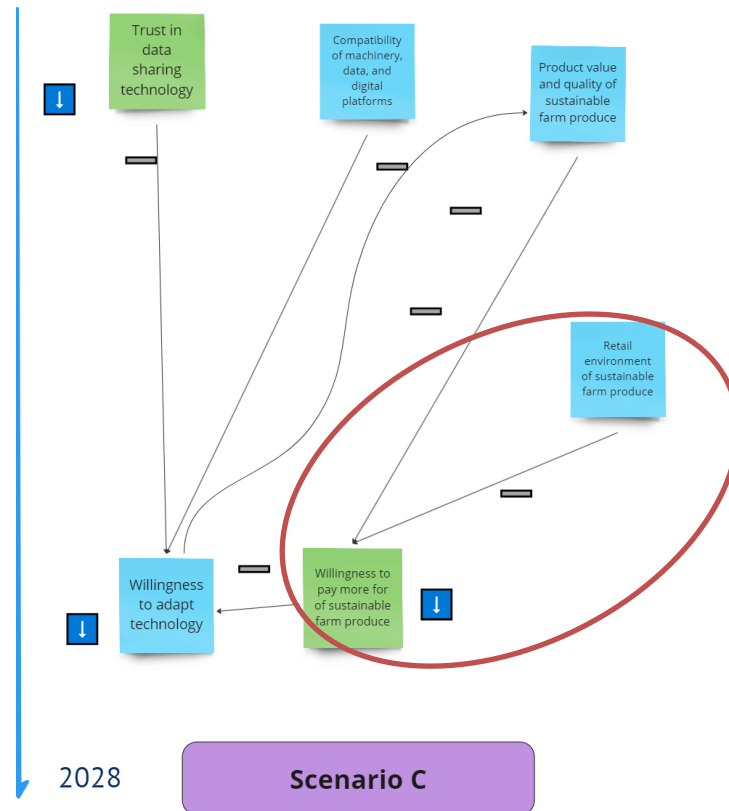 Trust in
data
sharing
technology
Compatibility
of machinery,
data, and
digital
platforms
Product value
and quality of
sustainable
farm produce
Retail
environment
of sustainable
farm produce
Willingness
to adapt
technology
Willingness to
pay more for
of sustainable
farm produce
2028
Scenario C